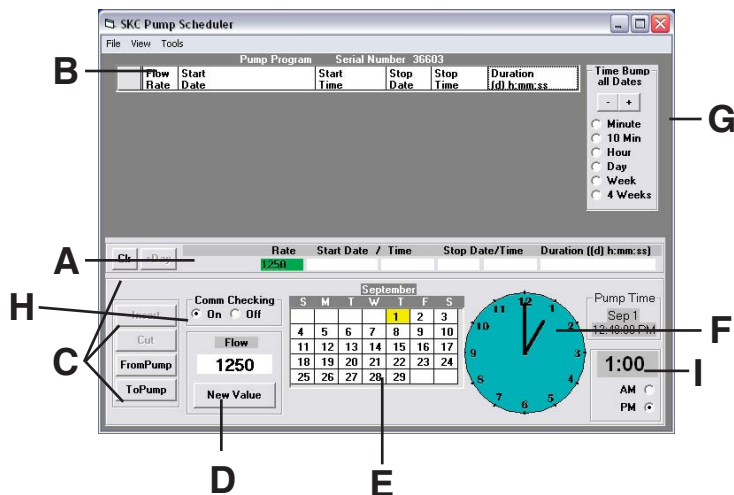 SKC Pump Scheduler
File View Tools
Pump Program Serial Number 36603
B
Flow Rate
Start Date
Start Time
Stop Date
Stop Time
Duration (d) h:mm:ss
Time Bump all Dates
- +
Minute
10 Min
Hour
Day
Week
4 Weeks
G
A
Clr +Day
Rate Start Date / Time Stop Date/Time Duration ((d) h:mm:ss)
1250
H
C
Insert
Cut
FromPump
ToPump
Comm Checking
On Off
Flow
1250
New Value
D
September
S M T W T F S
1 2 3
4 5 6 7 8 9 10
11 12 13 14 15 16 17
18 19 20 21 22 23 24
25 26 27 28 29
E
12
1
2
3
4
5
6
7
8
9
10
11
F
Pump Time
Sep 1
12:48:08 PM
1:00
AM
PM
I